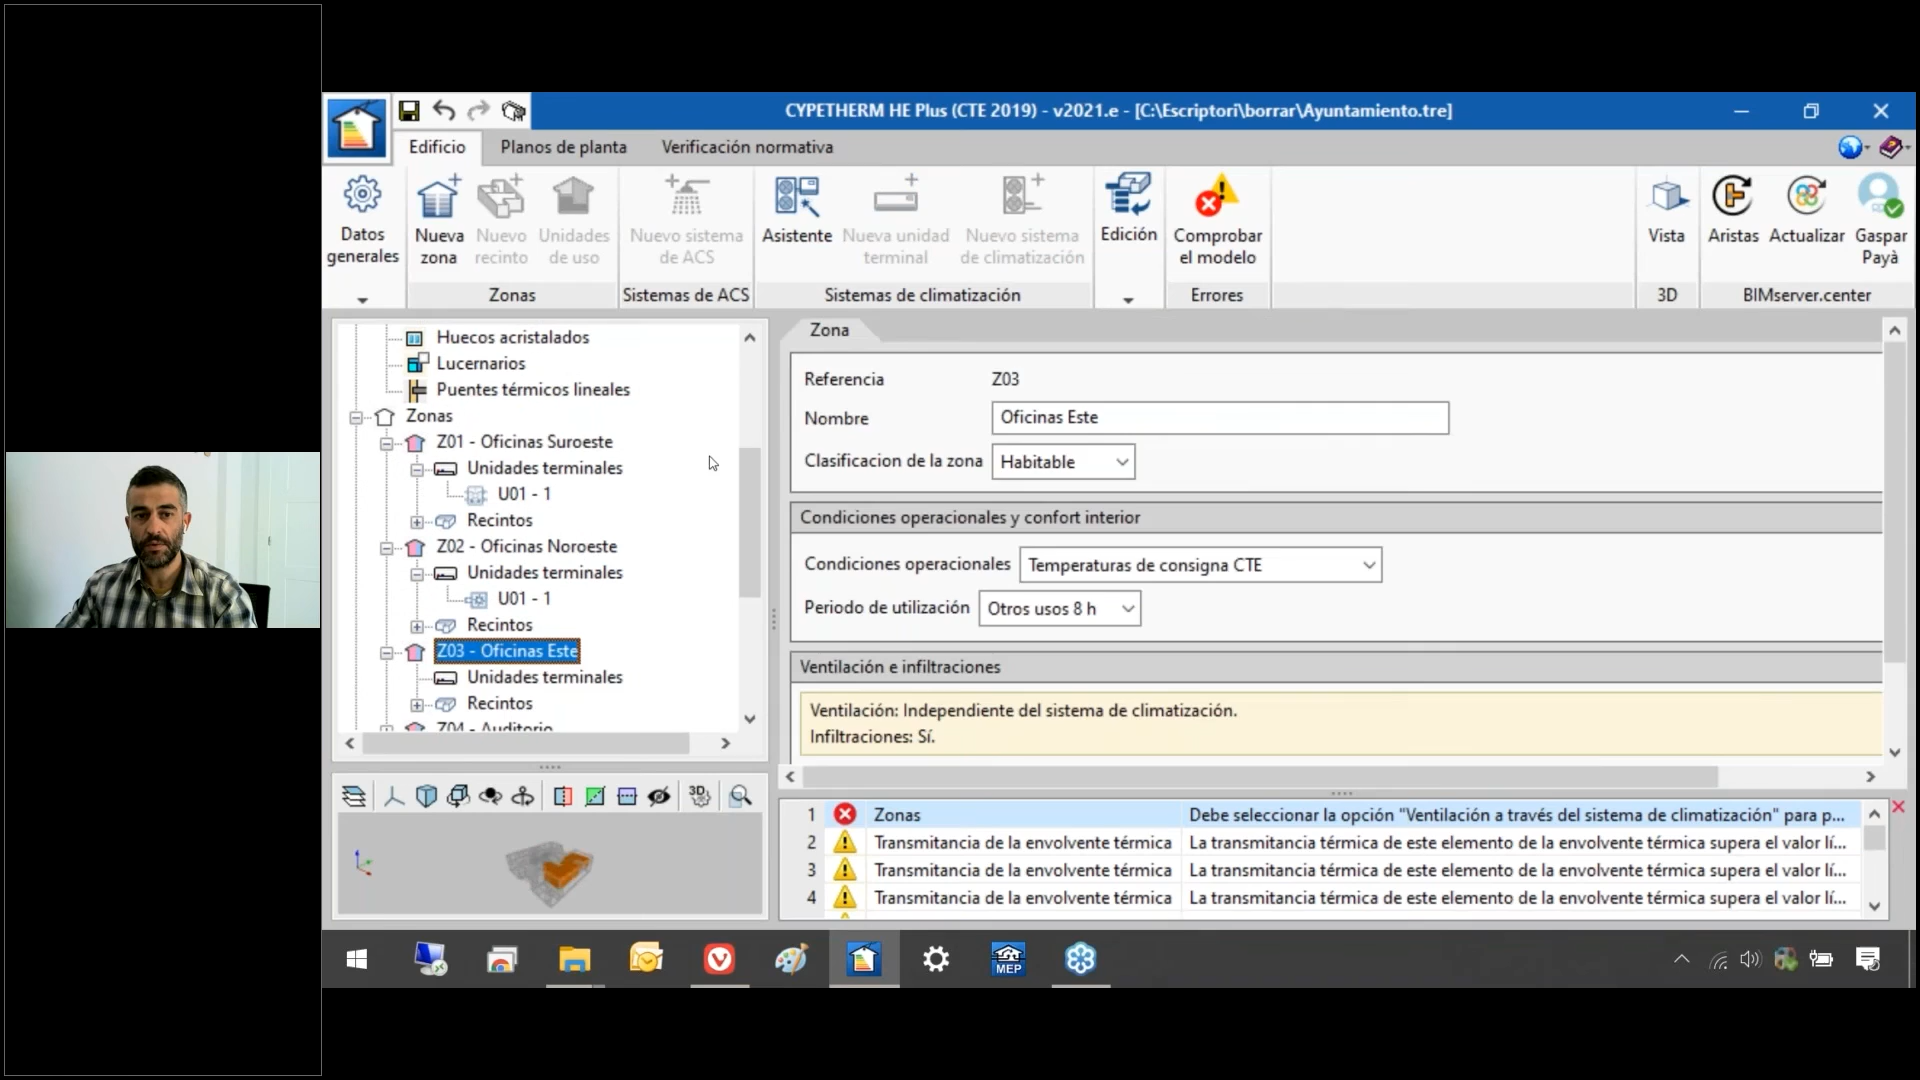 CYPETHERM HE Plus (CTE 2019) - v2021.e - [C:\Escriptori\borrar\Ayuntamiento.tre]
Edificio Planos de planta Verificación normativa
Datos generales
Nueva zona
Nuevo recinto
Unidades de uso
Nuevo sistema de ACS
Asistente
Nueva unidad terminal
Nuevo sistema de climatización
Edición
Comprobar el modelo
Vista
Aristas
Actualizar
Gaspar Payà
Zonas
Sistemas de ACS
Sistemas de climatización
Errores
3D
BIMserver.center
Huecos acristalados
Lucernarios
Puentes térmicos lineales
Zonas
Z01 - Oficinas Suroeste
Unidades terminales
U01 - 1
Recintos
Z02 - Oficinas Noroeste
Unidades terminales
U01 - 1
Recintos
Z03 - Oficinas Este
Unidades terminales
Recintos
Z04 - Auditorio
3D
Zona
Referencia Z03
Nombre Oficinas Este
Clasificacion de la zona Habitable
Condiciones operacionales y confort interior
Condiciones operacionales Temperaturas de consigna CTE
Periodo de utilización Otros usos 8 h
Ventilación e infiltraciones
Ventilación: Independiente del sistema de climatización.
Infiltraciones: Sí.
1 Zonas Debe seleccionar la opción "Ventilación a través del sistema de climatización" para p...
2 Transmitancia de la envolvente térmica La transmitancia térmica de este elemento de la envolvente térmica supera el valor lí...
3 Transmitancia de la envolvente térmica La transmitancia térmica de este elemento de la envolvente térmica supera el valor lí...
4 Transmitancia de la envolvente térmica La transmitancia térmica de este elemento de la envolvente térmica supera el valor lí...
MEP